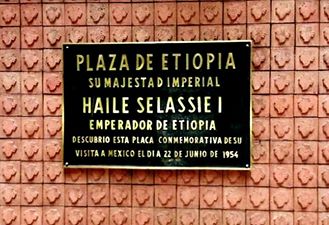 PLAZA DE ETIOPIA
SU MAJESTAD IMPERIAL
HAILE SELASSIE I
EMPERADOR DE ETIOPIA
DESCUBRIO ESTA PLACA CONMEMORATIVA DE SU
VISITA A MEXICO EL DIA 22 DE JUNIO DE 1954